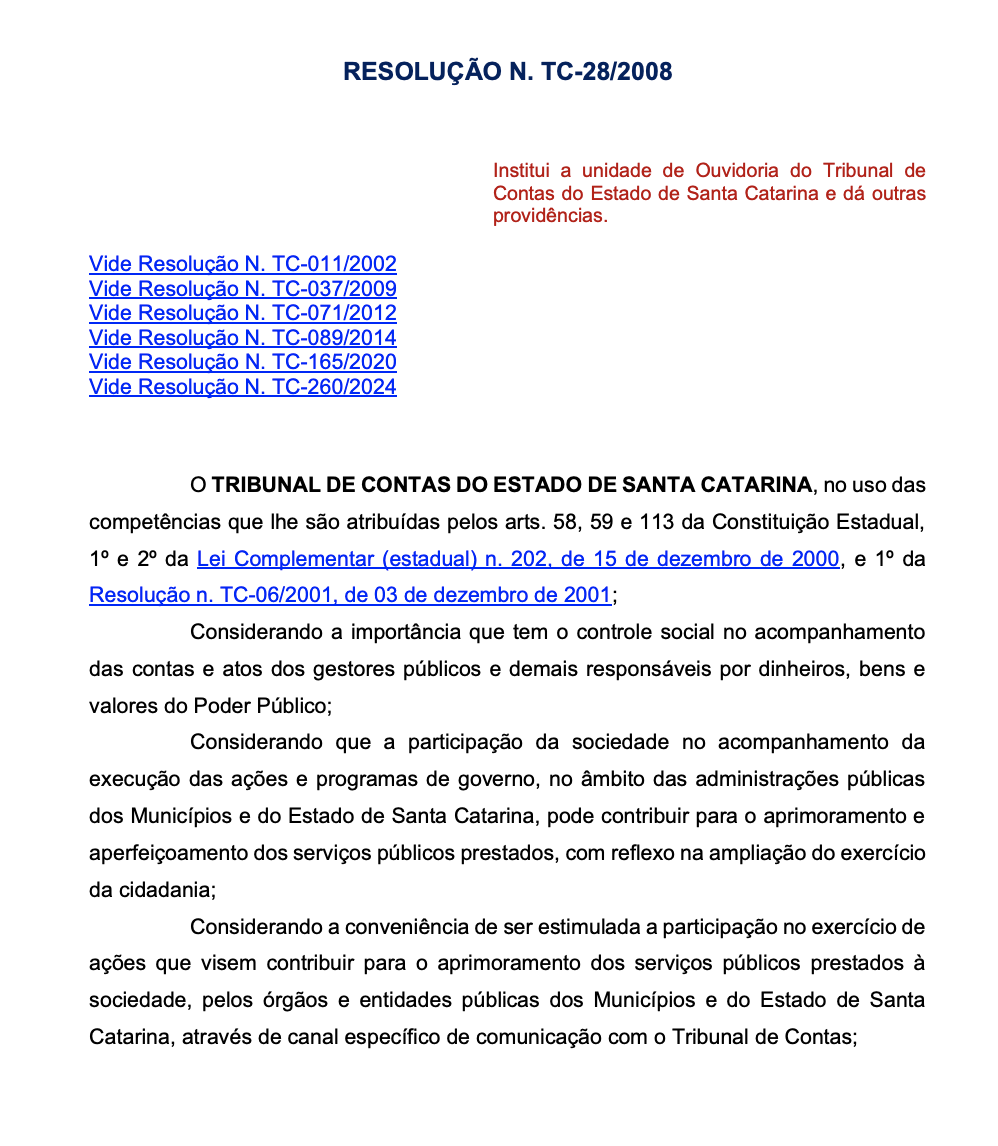 RESOLUÇÃO N. TC-28/2008
Institui a unidade de Ouvidoria do Tribunal de
Contas do Estado de Santa Catarina e dá outras
providências.
Vide Resolução N. TC-011/2002
Vide Resolução N. TC-037/2009
Vide Resolução N. TC-071/2012
Vide Resolução N. TC-089/2014
Vide Resolução N. TC-165/2020
Vide Resolução N. TC-260/2024
O TRIBUNAL DE CONTAS DO ESTADO DE SANTA CATARINA, no uso das
competências que lhe são atribuídas pelos arts. 58, 59 e 113 da Constituição Estadual,
1º e 2º da Lei Complementar (estadual) n. 202, de 15 de dezembro de 2000, e 1º da
Resolução n. TC-06/2001, de 03 de dezembro de 2001;
Considerando a importância que tem o controle social no acompanhamento
das contas e atos dos gestores públicos e demais responsáveis por dinheiros, bens e
valores do Poder Público;
Considerando que a participação da sociedade no acompanhamento da
execução das ações e programas de governo, no âmbito das administrações públicas
dos Municípios e do Estado de Santa Catarina, pode contribuir para o aprimoramento e
aperfeiçoamento dos serviços públicos prestados, com reflexo na ampliação do exercício
da cidadania;
Considerando a conveniência de ser estimulada a participação no exercício de
ações que visem contribuir para o aprimoramento dos serviços públicos prestados à
sociedade, pelos órgãos e entidades públicas dos Municípios e do Estado de Santa
Catarina, através de canal específico de comunicação com o Tribunal de Contas;